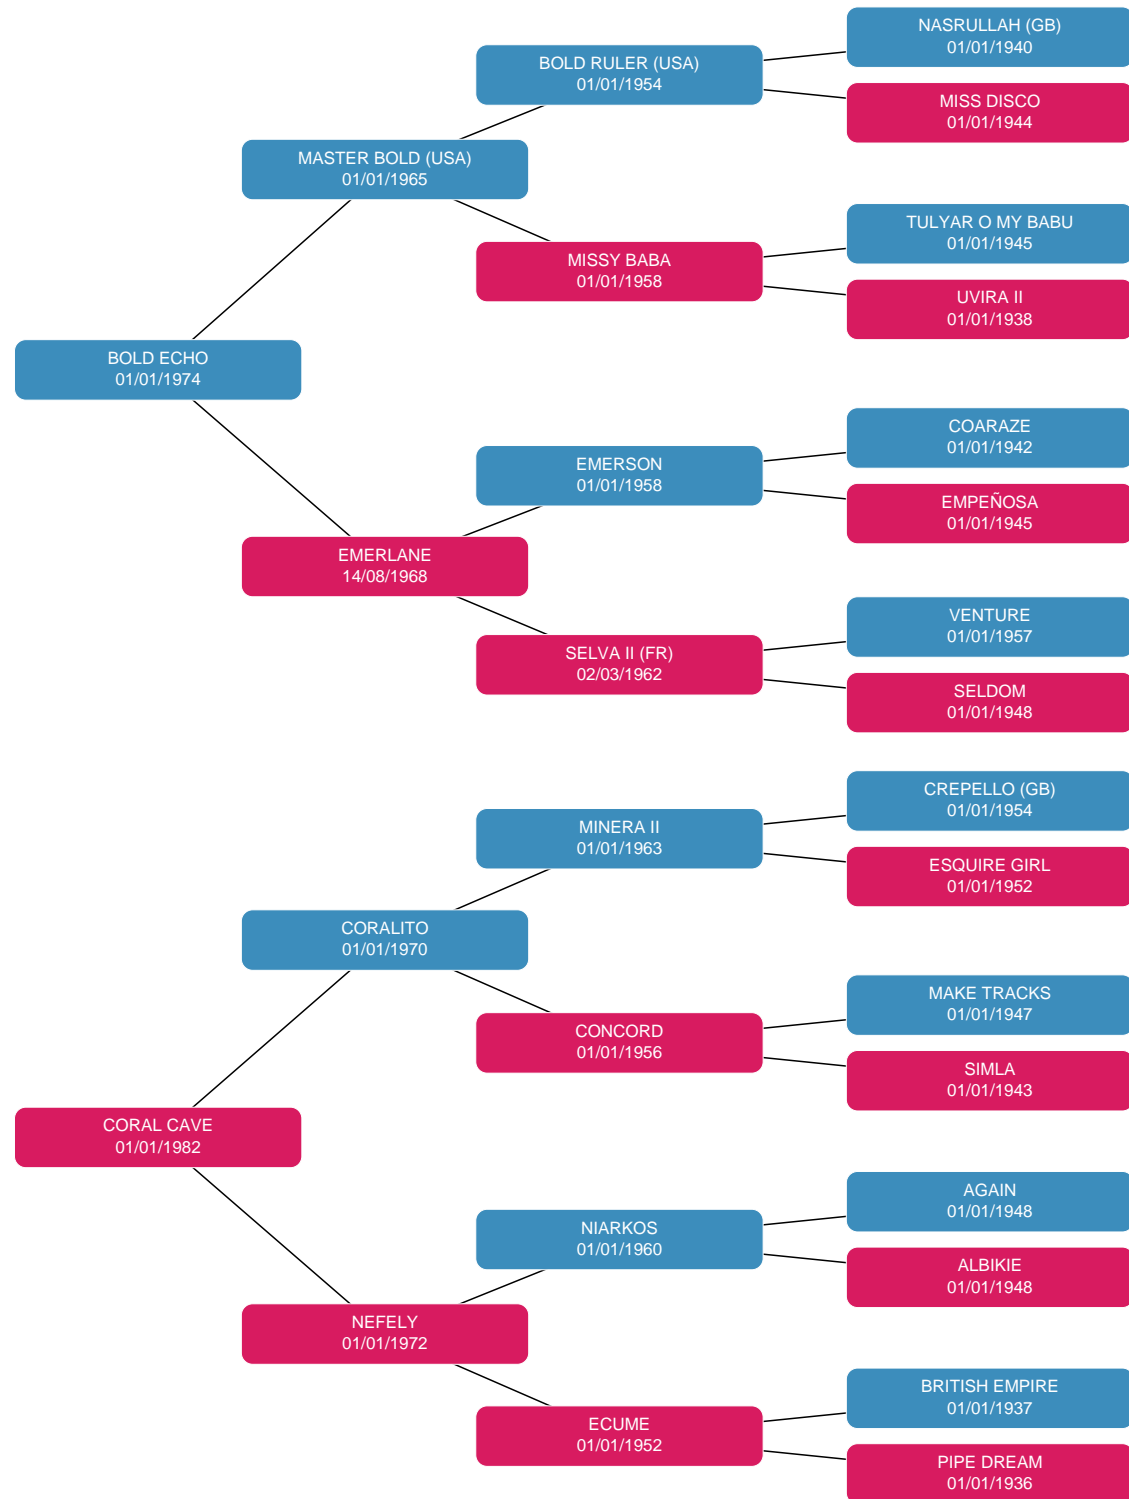 NASRULLAH (GB)
01/01/1940
BOLD RULER (USA)
01/01/1954
MISS DISCO
01/01/1944
MASTER BOLD (USA)
01/01/1965
TULYAR O MY BABU
01/01/1945
MISSY BABA
01/01/1958
UVIRA II
01/01/1938
BOLD ECHO
01/01/1974
COARAZE
01/01/1942
EMERSON
01/01/1958
EMPEÑOSA
01/01/1945
EMERLANE
14/08/1968
VENTURE
01/01/1957
SELVA II (FR)
02/03/1962
SELDOM
01/01/1948
CREPELLO (GB)
01/01/1954
MINERA II
01/01/1963
ESQUIRE GIRL
01/01/1952
CORALITO
01/01/1970
MAKE TRACKS
01/01/1947
CONCORD
01/01/1956
SIMLA
01/01/1943
CORAL CAVE
01/01/1982
AGAIN
01/01/1948
NIARKOS
01/01/1960
ALBIKIE
01/01/1948
NEFELY
01/01/1972
BRITISH EMPIRE
01/01/1937
ECUME
01/01/1952
PIPE DREAM
01/01/1936